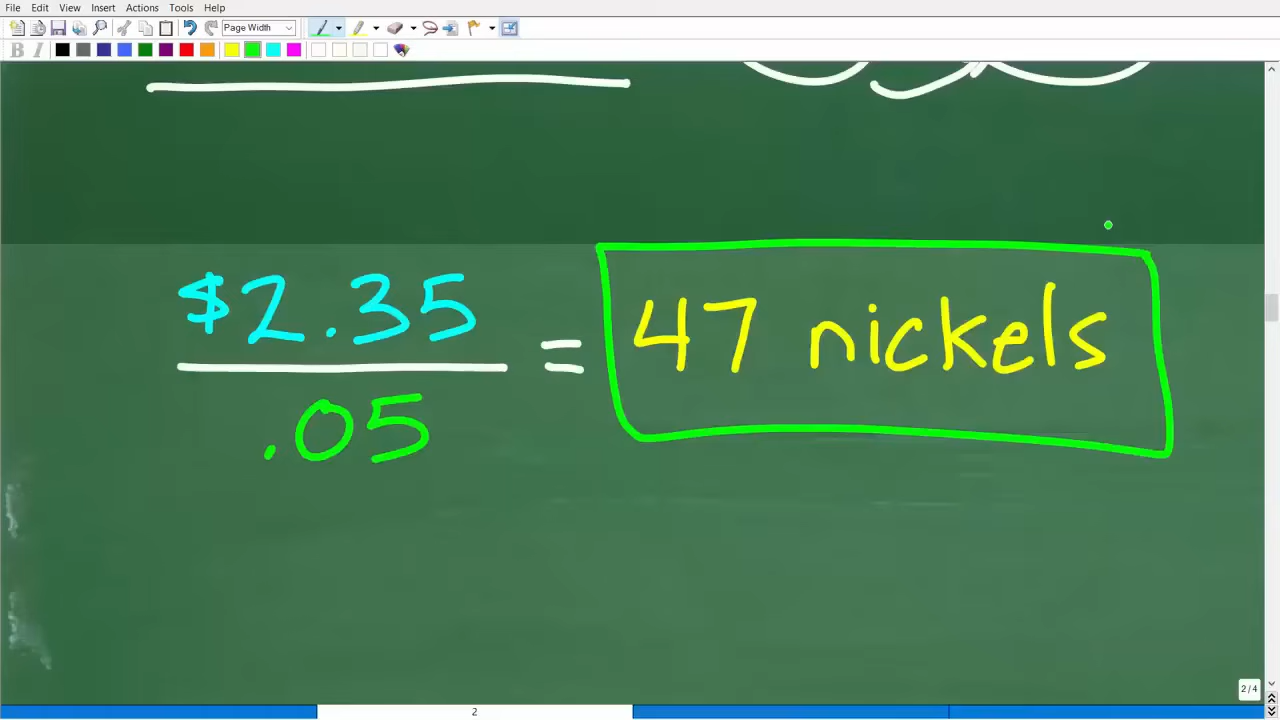 File Edit View Insert Actions Tools Help
Page Width
B I
$2.35
.05
=
47 nickels
2/4
2